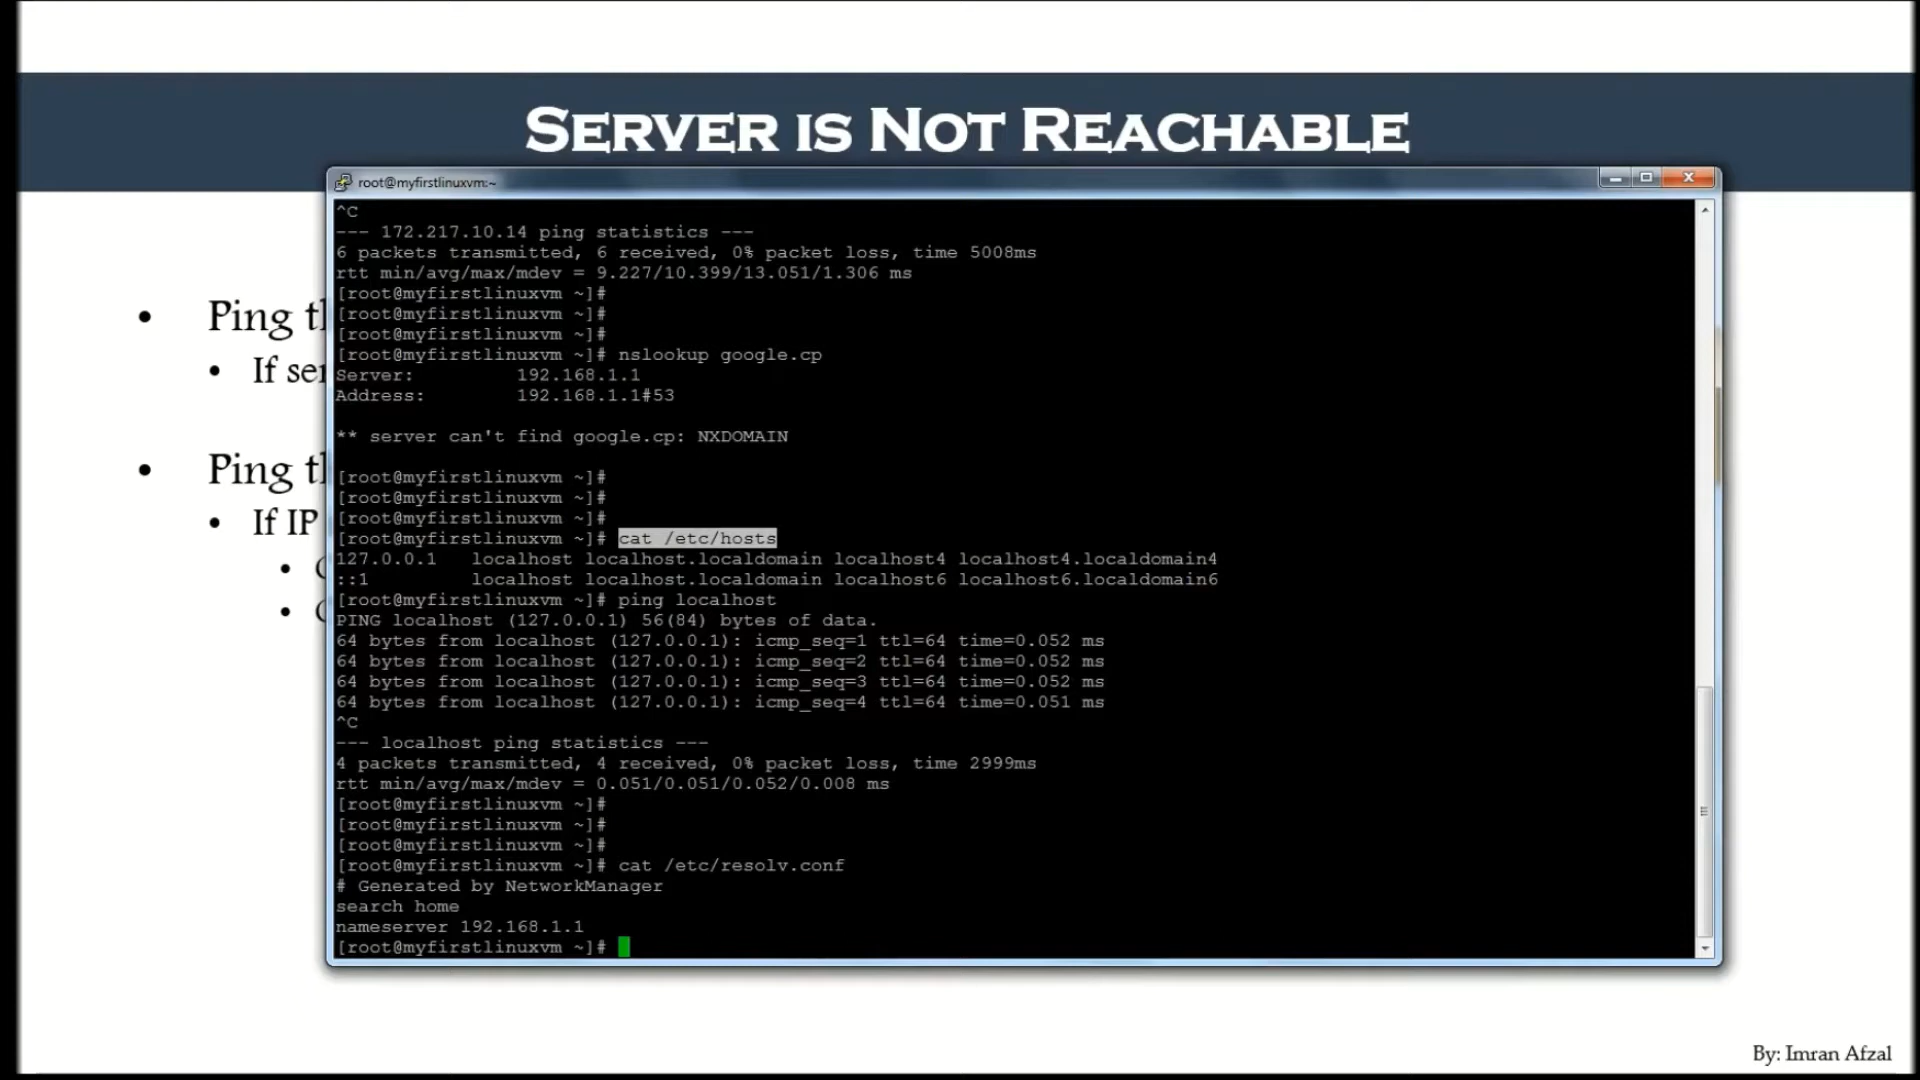 SERVER IS NOT REACHABLE
root@myfirstlinuxvm:~
^C
--- 172.217.10.14 ping statistics ---
6 packets transmitted, 6 received, 0% packet loss, time 5008ms
rtt min/avg/max/mdev = 9.227/10.399/13.051/1.306 ms
[root@myfirstlinuxvm ~]#
[root@myfirstlinuxvm ~]#
[root@myfirstlinuxvm ~]#
[root@myfirstlinuxvm ~]# nslookup google.cp
Server:         192.168.1.1
Address:        192.168.1.1#53
** server can't find google.cp: NXDOMAIN
[root@myfirstlinuxvm ~]#
[root@myfirstlinuxvm ~]#
[root@myfirstlinuxvm ~]#
[root@myfirstlinuxvm ~]# cat /etc/hosts
127.0.0.1   localhost localhost.localdomain localhost4 localhost4.localdomain4
::1         localhost localhost.localdomain localhost6 localhost6.localdomain6
[root@myfirstlinuxvm ~]# ping localhost
PING localhost (127.0.0.1) 56(84) bytes of data.
64 bytes from localhost (127.0.0.1): icmp_seq=1 ttl=64 time=0.052 ms
64 bytes from localhost (127.0.0.1): icmp_seq=2 ttl=64 time=0.052 ms
64 bytes from localhost (127.0.0.1): icmp_seq=3 ttl=64 time=0.052 ms
64 bytes from localhost (127.0.0.1): icmp_seq=4 ttl=64 time=0.051 ms
^C
--- localhost ping statistics ---
4 packets transmitted, 4 received, 0% packet loss, time 2999ms
rtt min/avg/max/mdev = 0.051/0.051/0.052/0.008 ms
[root@myfirstlinuxvm ~]#
[root@myfirstlinuxvm ~]#
[root@myfirstlinuxvm ~]#
[root@myfirstlinuxvm ~]# cat /etc/resolv.conf
# Generated by NetworkManager
search home
nameserver 192.168.1.1
[root@myfirstlinuxvm ~]#
• Ping
• If
• Ping
• If IP
By: Imran Afzal